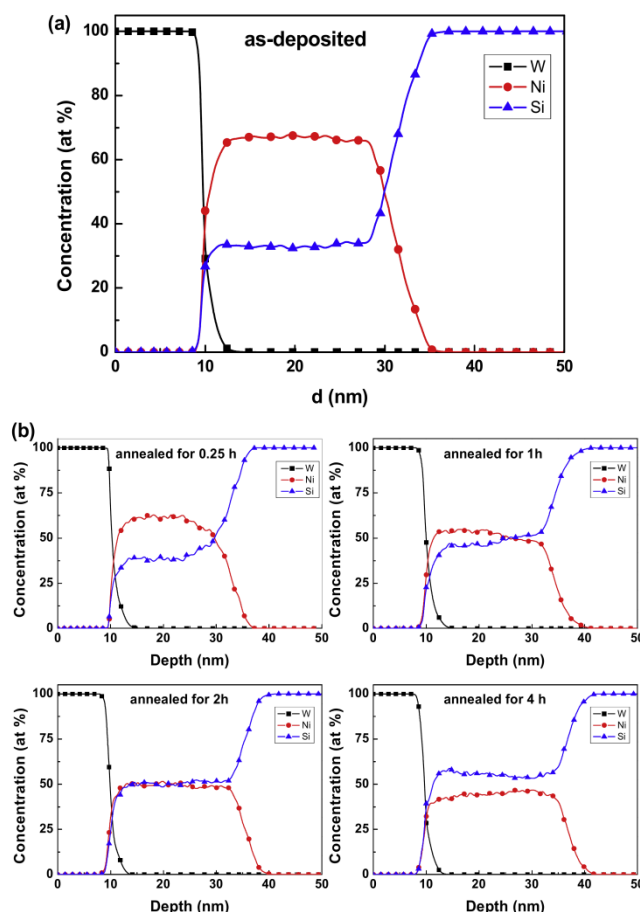 (a)
as-deposited
W
Ni
Si
Concentration (at %)
100
80
60
40
20
0
0 10 20 30 40 50
d (nm)
(b)
annealed for 0.25 h
W
Ni
Si
Concentration (at %)
100
75
50
25
0
0 10 20 30 40 50
Depth (nm)
annealed for 1h
W
Ni
Si
Concentration (at %)
100
75
50
25
0
0 10 20 30 40 50
Depth (nm)
annealed for 2h
W
Ni
Si
Concentration (at %)
100
75
50
25
0
0 10 20 30 40 50
Depth (nm)
annealed for 4 h
W
Ni
Si
Concentration (at %)
100
75
50
25
0
0 10 20 30 40 50
Depth (nm)